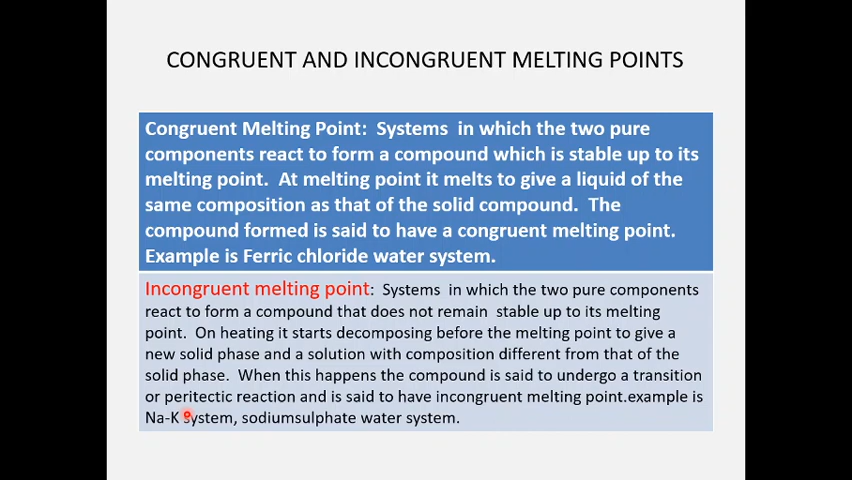 CONGRUENT AND INCONGRUENT MELTING POINTS
Congruent Melting Point: Systems in which the two pure
components react to form a compound which is stable up to its
melting point. At melting point it melts to give a liquid of the
same composition as that of the solid compound. The
compound formed is said to have a congruent melting point.
Example is Ferric chloride water system.
Incongruent melting point: Systems in which the two pure components
react to form a compound that does not remain stable up to its melting
point. On heating it starts decomposing before the melting point to give a
new solid phase and a solution with composition different from that of the
solid phase. When this happens the compound is said to undergo a transition
or peritectic reaction and is said to have incongruent melting point.example is
Na-K system, sodiumsulphate water system.